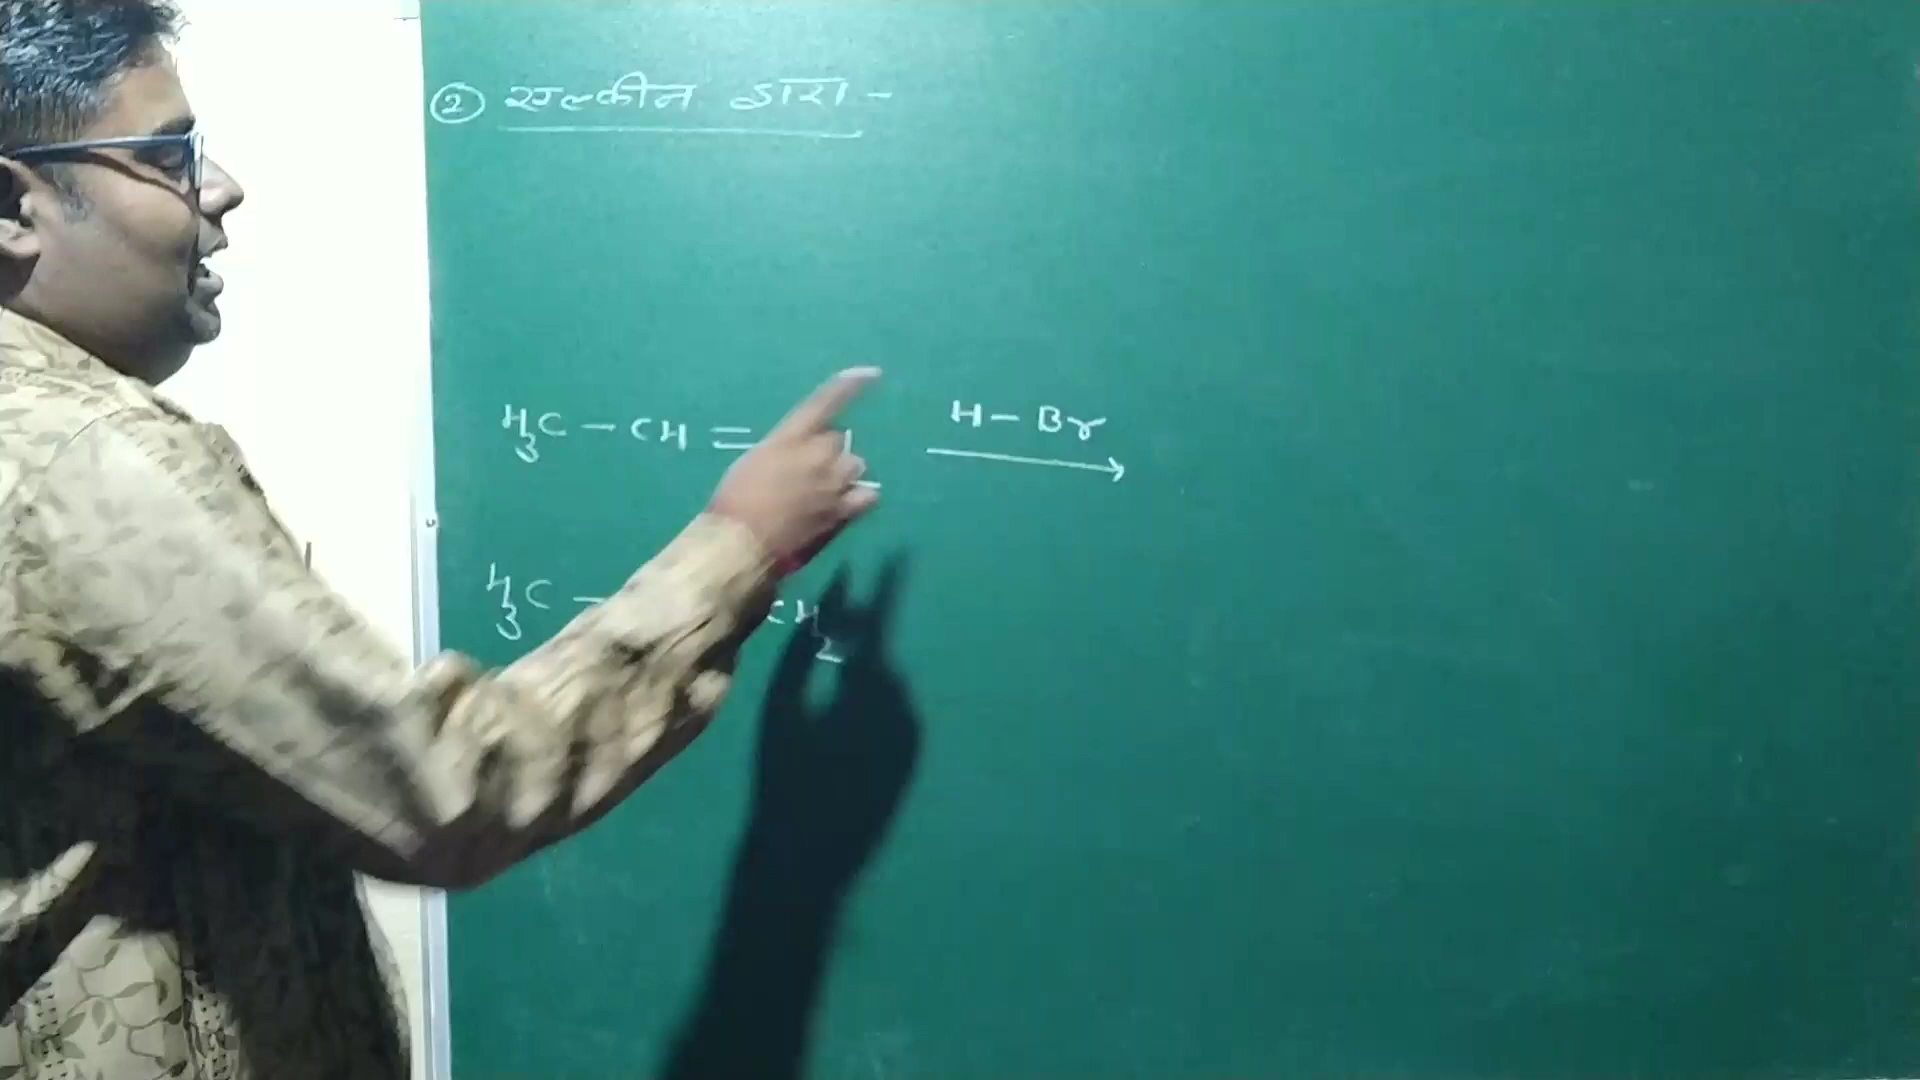 ② एल्कीन द्वारा -
H3C - CH =
H - Br
H3C -
CH2